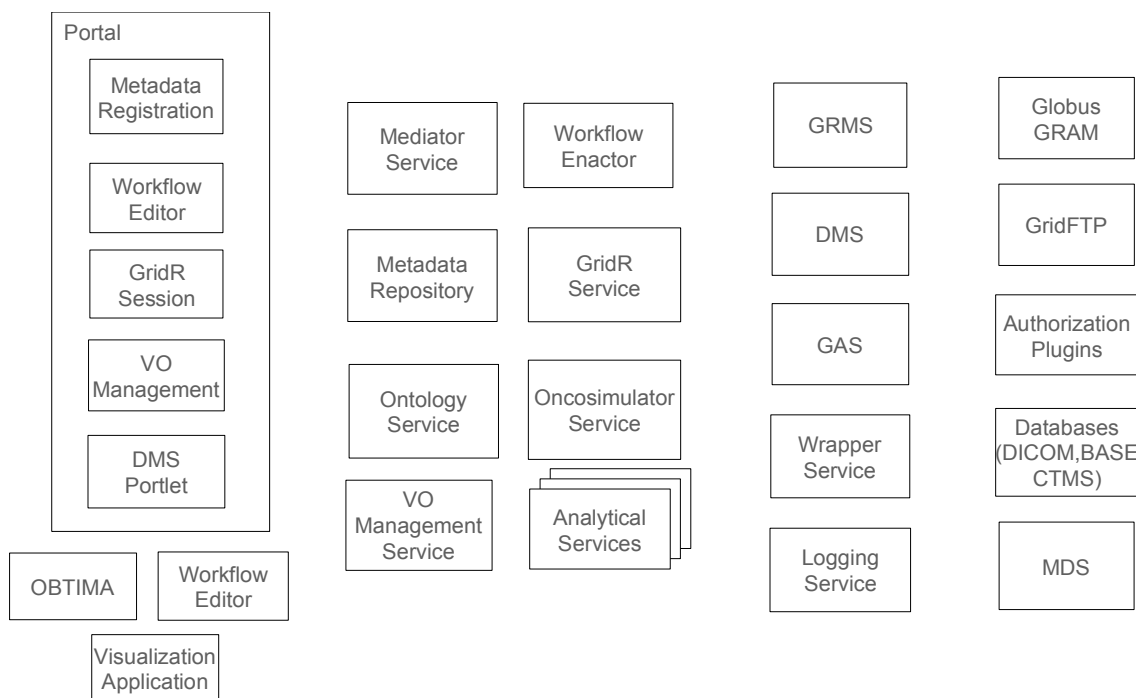 Portal
Metadata
Registration
Workflow
Editor
GridR
Session
VO
Management
DMS
Portlet
OBTIMA
Workflow
Editor
Visualization
Application
Mediator
Service
Workflow
Enactor
Metadada
Repository
GridR
Service
Ontology
Service
Oncosimulator
Service
VO
Management
Service
Analytical
Services
GRMS
DMS
GAS
Wrapper
Service
Logging
Service
Globus
GRAM
GridFTP
Authorization
Plugins
Databases
(DICOM,BASE
CTMS)
MDS